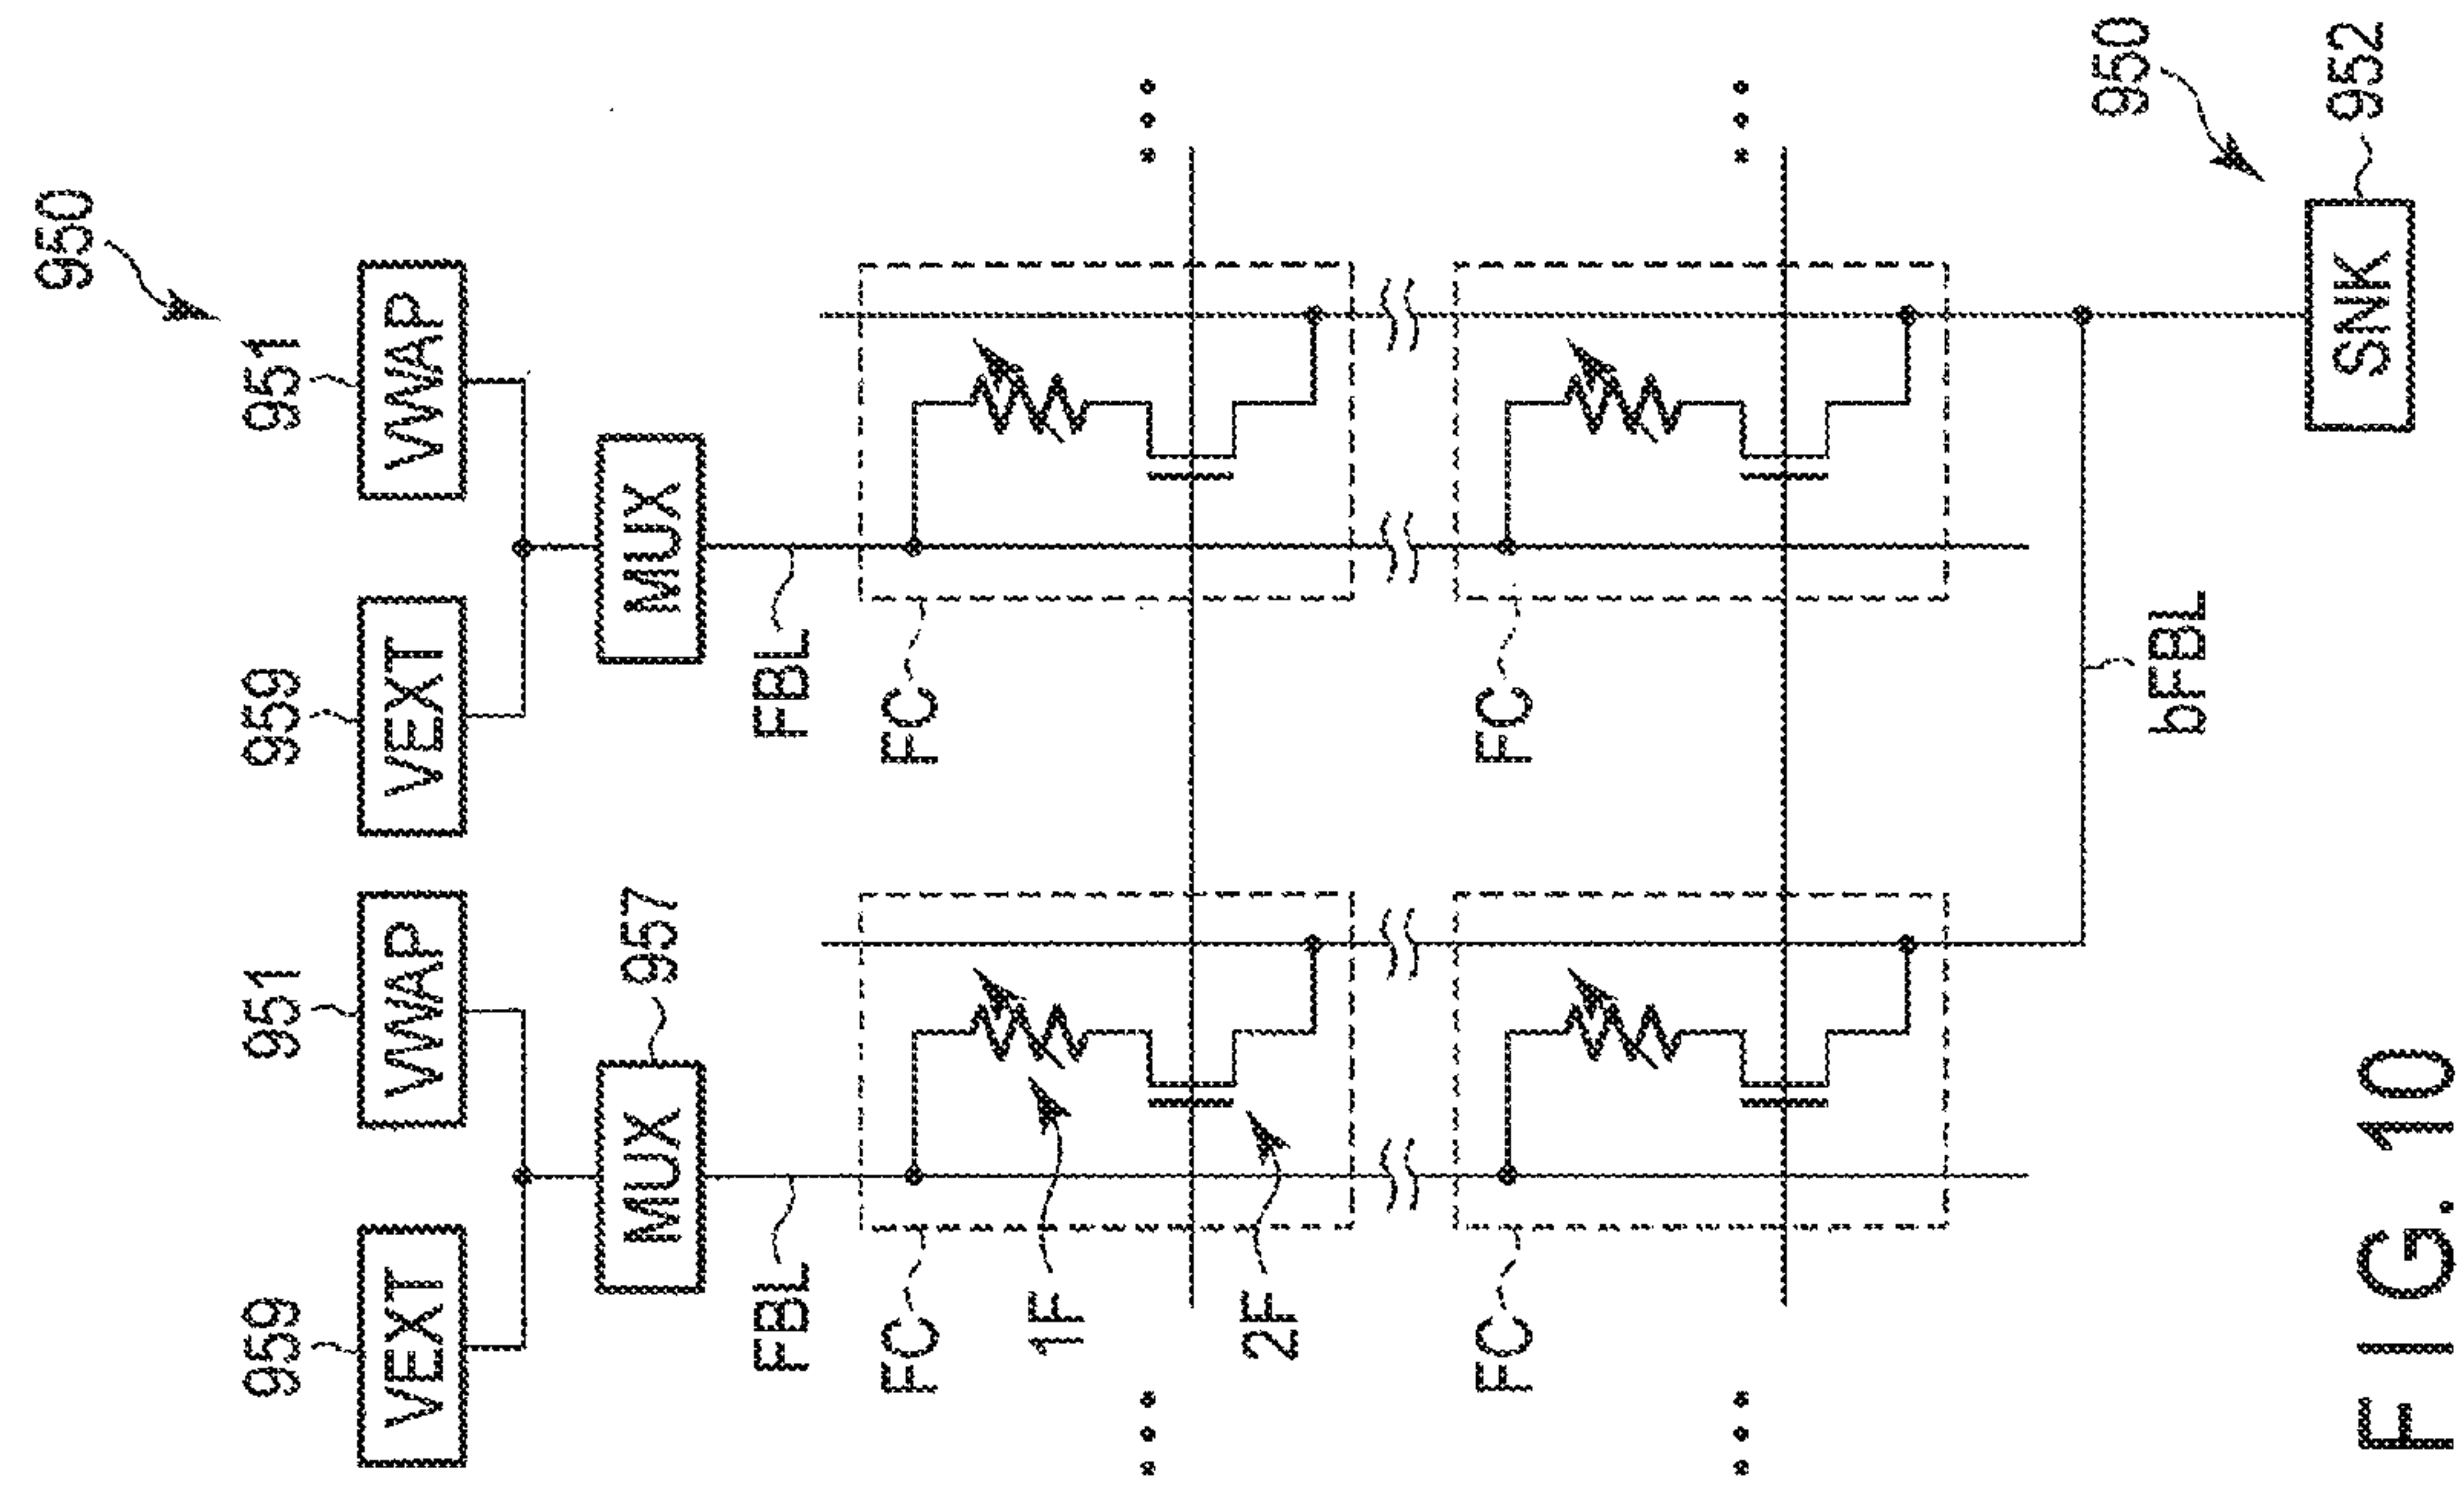 950
959 951 959 951
VEXT VWAP VEXT VWAP
MUX 957 MUX
FBL FBL
FC FC
1F
2F
FC FC
950
bFBL
SNK 952
FIG. 10